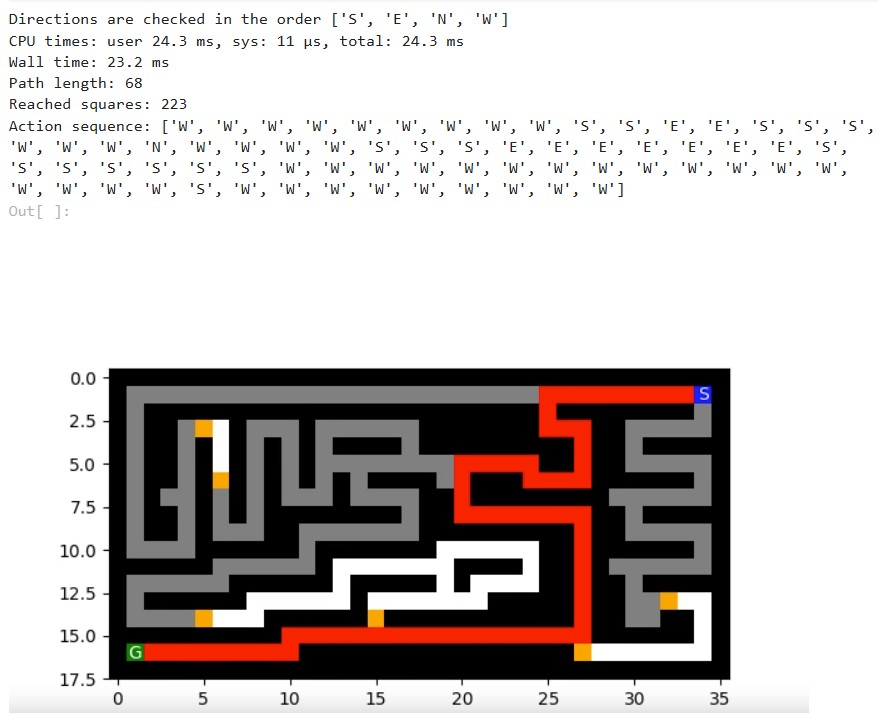 Directions are checked in the order ['S', 'E', 'N', 'W']
CPU times: user 24.3 ms, sys: 11 µs, total: 24.3 ms
Wall time: 23.2 ms
Path length: 68
Reached squares: 223
Action sequence: ['W', 'W', 'W', 'W', 'W', 'W', 'W', 'W', 'W', 'S', 'S', 'E', 'E', 'S', 'S', 'S',
'W', 'W', 'W', 'N', 'W', 'W', 'W', 'W', 'S', 'S', 'S', 'E', 'E', 'E', 'E', 'E', 'E', 'E', 'S',
'S', 'S', 'S', 'S', 'S', 'S', 'W', 'W', 'W', 'W', 'W', 'W', 'W', 'W', 'W', 'W', 'W', 'W', 'W',
'W', 'W', 'W', 'W', 'S', 'W', 'W', 'W', 'W', 'W', 'W', 'W', 'W', 'W']
Out[ ]:
0.0
S
2.5
5.0
7.5
10.0
12.5
15.0
G
17.5
0 5 10 15 20 25 30 35